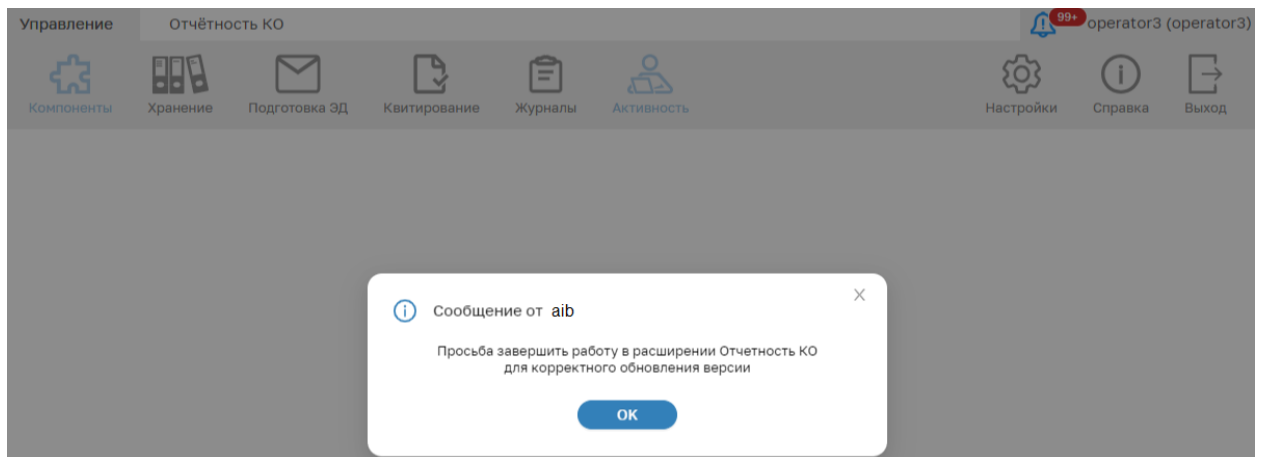 Управление Отчётность КО 99+ operator3 (operator3)
Компоненты Хранение Подготовка ЭД Квитирование Журналы Активность Настройки Справка Выход
Сообщение от aib
Просьба завершить работу в расширении Отчетность КО
для корректного обновления версии
ОК